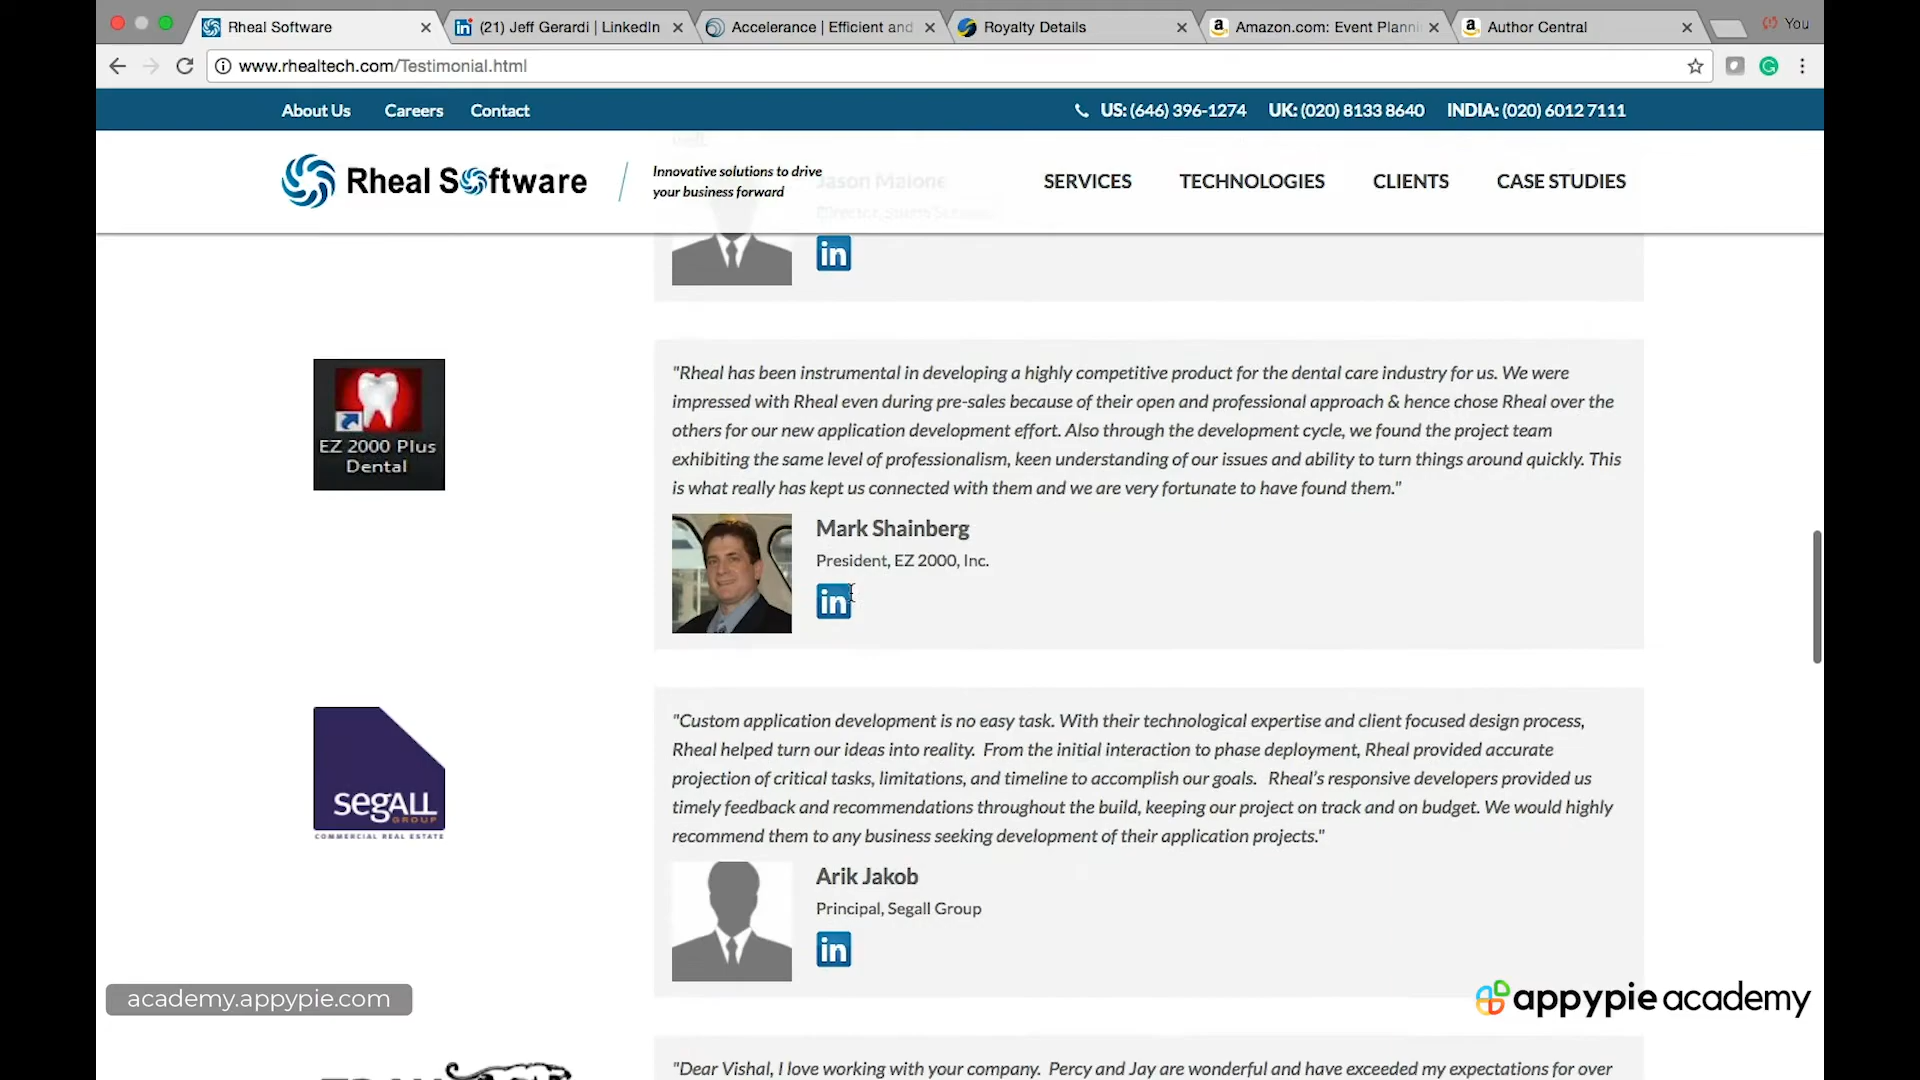 Rheal Software
(21) Jeff Gerardi | LinkedIn
Accelerance | Efficient and
Royalty Details
Amazon.com: Event Planni
Author Central
You
www.rhealtech.com/Testimonial.html
About Us Careers Contact
US: (646) 396-1274 UK: (020) 8133 8640 INDIA: (020) 6012 7111
well.
Rheal Software
Innovative solutions to drive
your business forward
Jason Malone
SERVICES TECHNOLOGIES CLIENTS CASE STUDIES
in
EZ 2000 Plus
Dental
"Rheal has been instrumental in developing a highly competitive product for the dental care industry for us. We were
impressed with Rheal even during pre-sales because of their open and professional approach & hence chose Rheal over the
others for our new application development effort. Also through the development cycle, we found the project team
exhibiting the same level of professionalism, keen understanding of our issues and ability to turn things around quickly. This
is what really has kept us connected with them and we are very fortunate to have found them."
Mark Shainberg
President, EZ 2000, Inc.
in
segALL
GROUP
COMMERCIAL REAL ESTATE
"Custom application development is no easy task. With their technological expertise and client focused design process,
Rheal helped turn our ideas into reality. From the initial interaction to phase deployment, Rheal provided accurate
projection of critical tasks, limitations, and timeline to accomplish our goals. Rheal's responsive developers provided us
timely feedback and recommendations throughout the build, keeping our project on track and on budget. We would highly
recommend them to any business seeking development of their application projects."
Arik Jakob
Principal, Segall Group
in
academy.appypie.com
appypie academy
"Dear Vishal, I love working with your company. Percy and Jay are wonderful and have exceeded my expectations for over